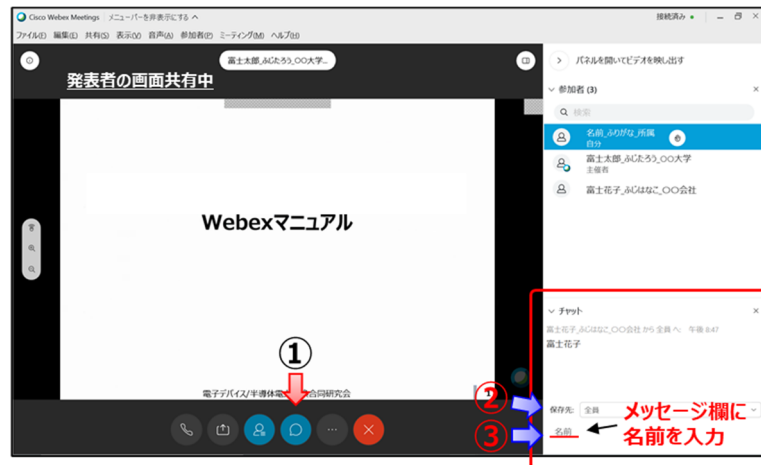 Cisco Webex Meetings メニューバーを非表示にする 接続済み
ファイル(F) 編集(E) 共有(S) 表示(V) 音声(A) 参加者(P) ミーティング(M) ヘルプ(H)
富士太郎_ふじたろう_〇〇大学...
発表者の画面共有中
Webexマニュアル
①
電子デバイス/半導体電 合同研究会
1
パネルを開いてビデオを映し出す
参加者 (3)
検索
名前_ふりがな_所属
自分
富士太郎_ふじたろう_〇〇大学
主催者
富士花子_ふじはなこ_〇〇会社
チャット
富士花子_ふじはなこ_〇〇会社 から 全員 へ: 午後 8:47
富士花子
② 保存先: 全員
③ 名前
メッセージ欄に
名前を入力